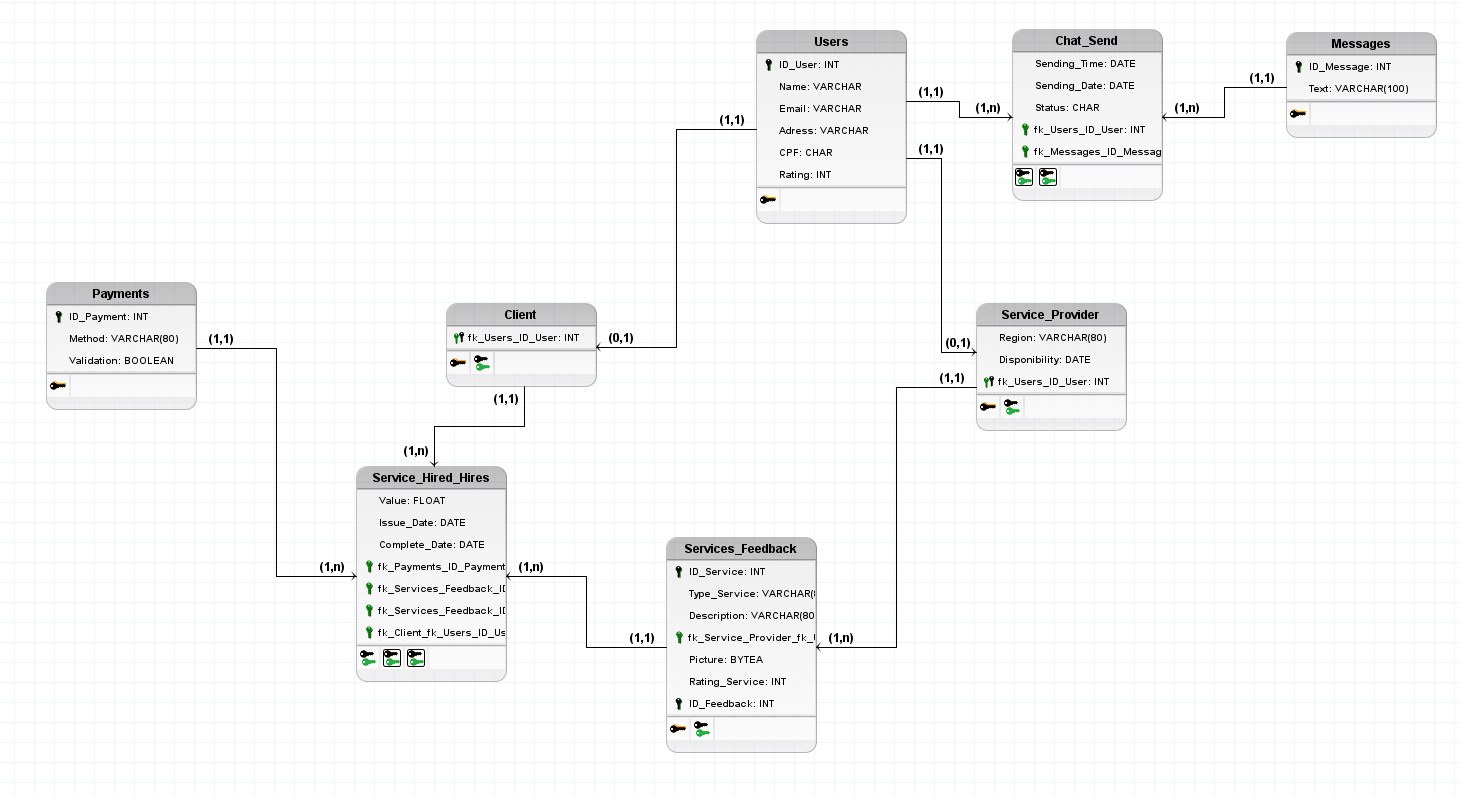 Users
ID_User: INT
Name: VARCHAR
Email: VARCHAR
Adress: VARCHAR
CPF: CHAR
Rating: INT
(1,1)
(1,1)
(1,1)
Chat_Send
Sending_Time: DATE
Sending_Date: DATE
Status: CHAR
fk_Users_ID_User: INT
fk_Messages_ID_Messag
(1,n)
(1,n)
Messages
ID_Message: INT
Text: VARCHAR(100)
(1,1)
Payments
ID_Payment: INT
Method: VARCHAR(80)
Validation: BOOLEAN
(1,1)
Client
fk_Users_ID_User: INT
(0,1)
(1,1)
Service_Provider
Region: VARCHAR(80)
Disponibility: DATE
fk_Users_ID_User: INT
(0,1)
(1,1)
(1,n)
Service_Hired_Hires
Value: FLOAT
Issue_Date: DATE
Complete_Date: DATE
fk_Payments_ID_Payment
fk_Services_Feedback_ID
fk_Services_Feedback_ID
fk_Client_fk_Users_ID_Us
(1,n)
(1,n)
Services_Feedback
ID_Service: INT
Type_Service: VARCHAR(
Description: VARCHAR(80
fk_Service_Provider_fk_
Picture: BYTEA
Rating_Service: INT
ID_Feedback: INT
(1,1)
(1,n)